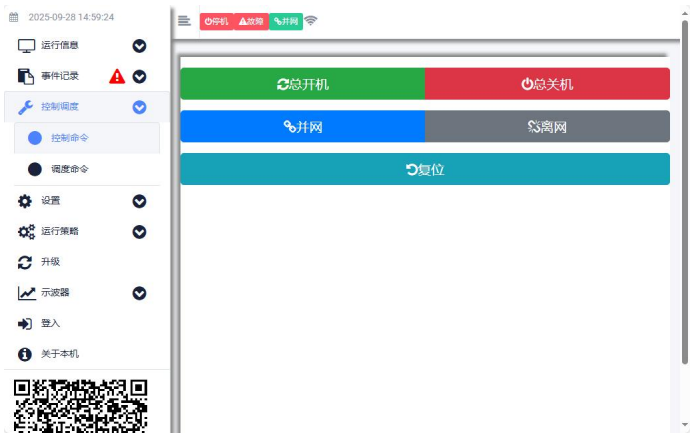 2025-09-28 14:59:24
停机 故障 并网
运行信息
事件记录
控制调度
控制命令
调度命令
设置
运行策略
升级
示波器
登入
关于本机
总开机 总关机
并网 离网
复位